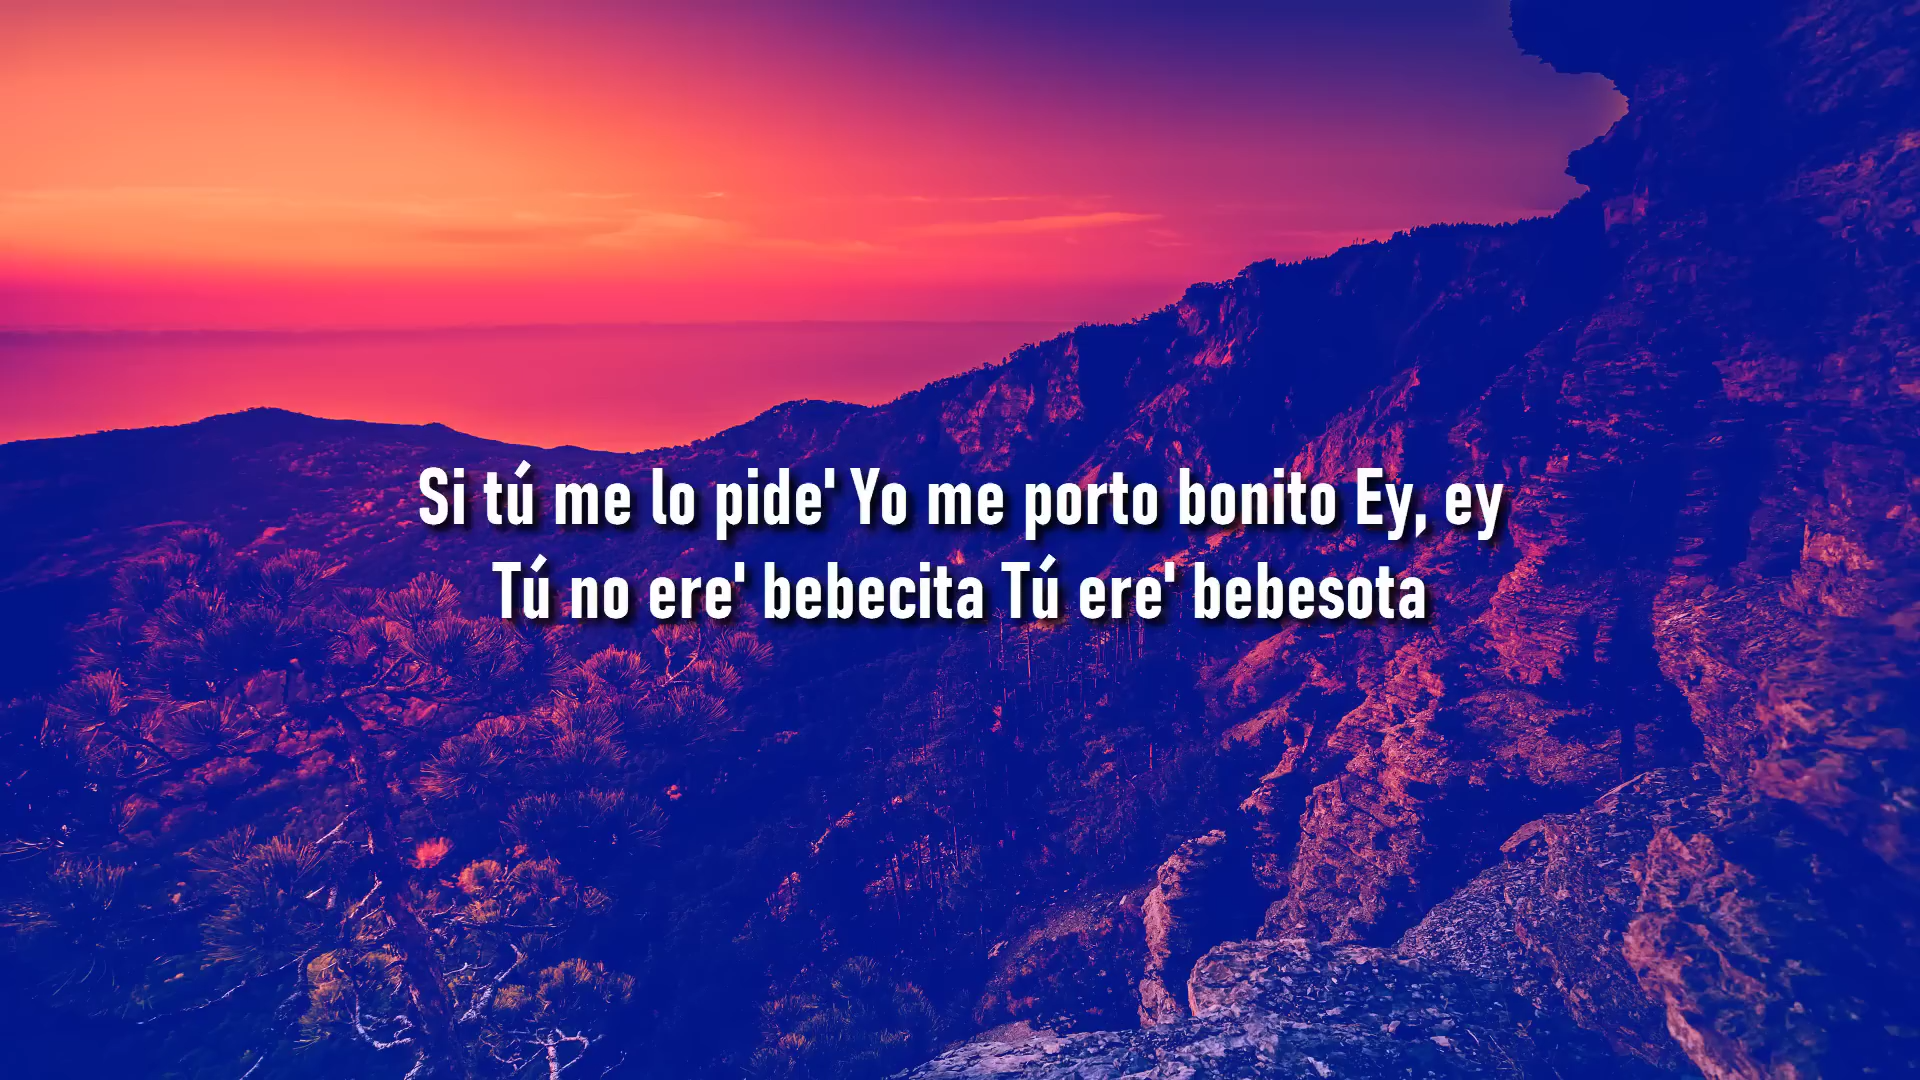 Si tú me lo pide' Yo me porto bonito Ey, ey
Tú no ere' bebecita Tú ere' bebesota